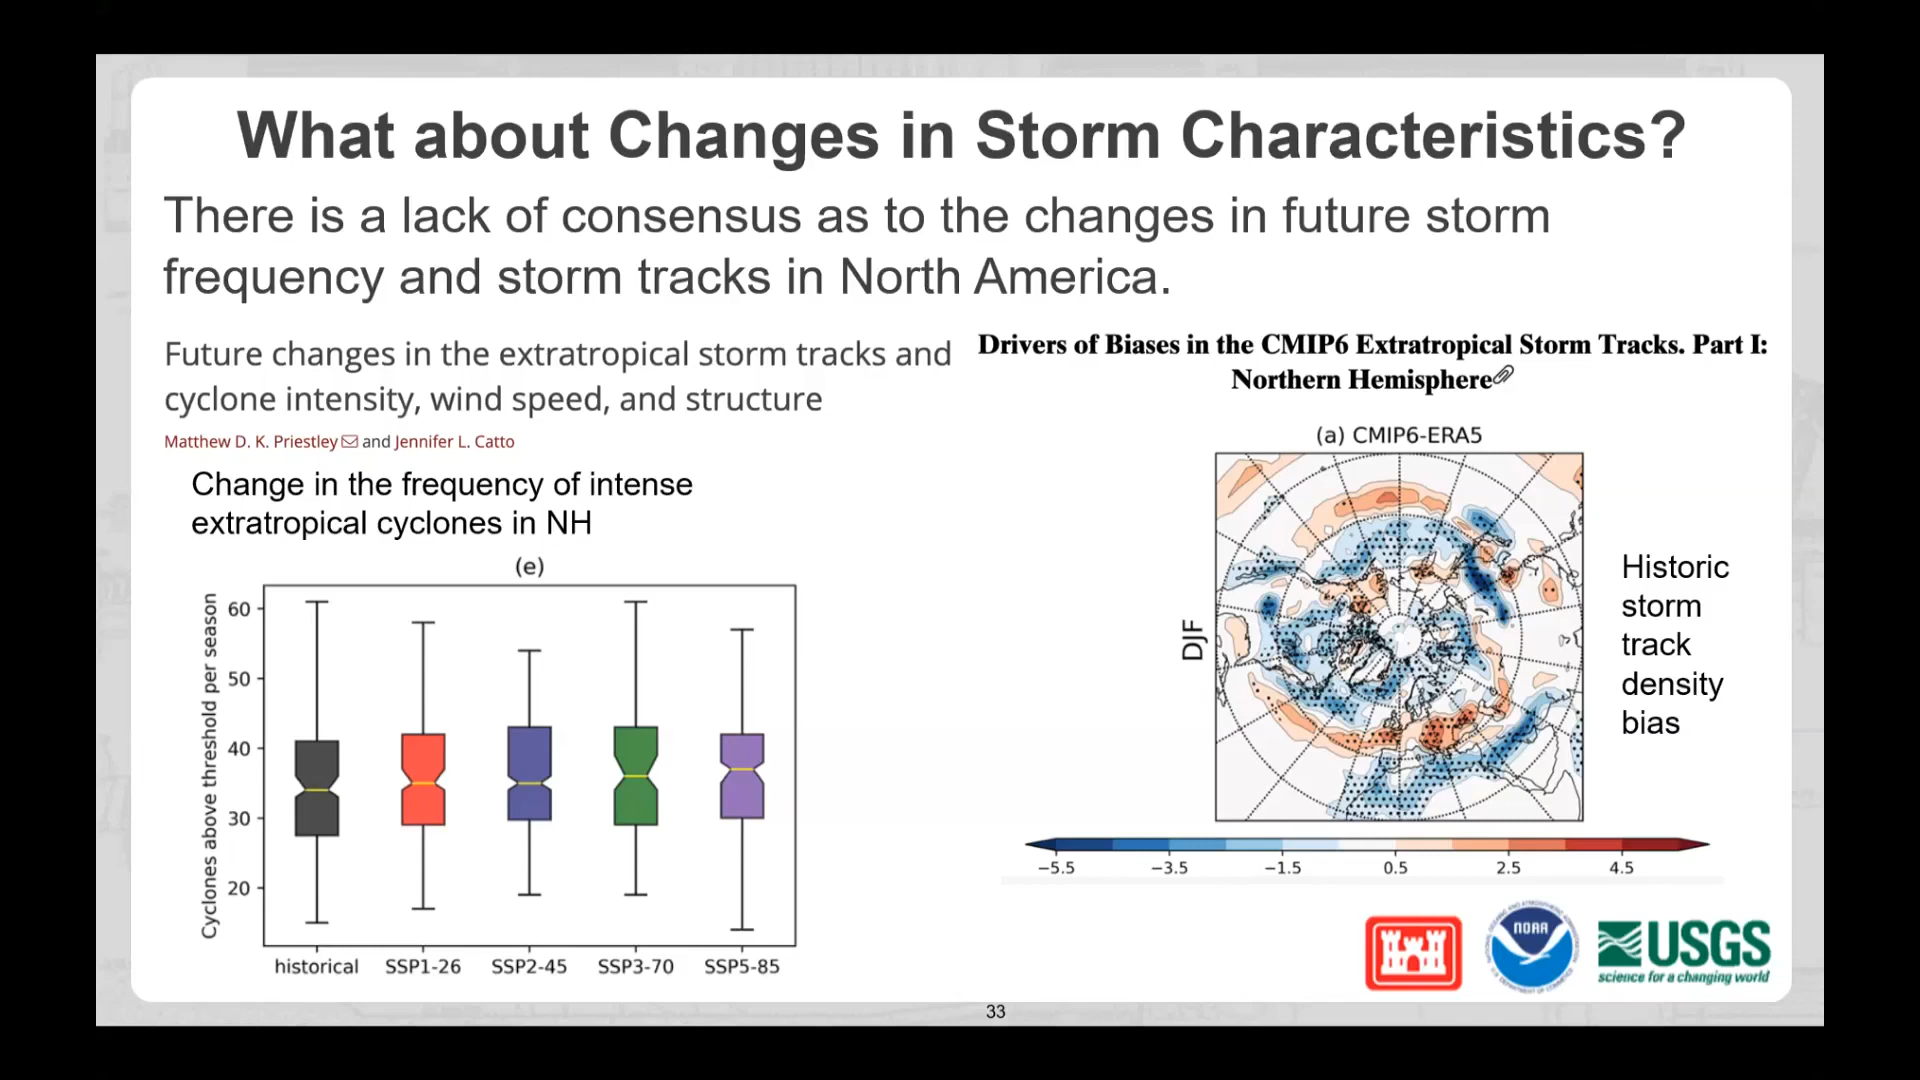 What about Changes in Storm Characteristics?
There is a lack of consensus as to the changes in future storm
frequency and storm tracks in North America.
Future changes in the extratropical storm tracks and
cyclone intensity, wind speed, and structure
Matthew D. K. Priestley and Jennifer L. Catto
Change in the frequency of intense
extratropical cyclones in NH
(e)
Cyclones above threshold per season
60
50
40
30
20
historical SSP1-26 SSP2-45 SSP3-70 SSP5-85
Drivers of Biases in the CMIP6 Extratropical Storm Tracks. Part I:
Northern Hemisphere
(a) CMIP6-ERA5
DJF
Historic
storm
track
density
bias
−5.5 −3.5 −1.5 0.5 2.5 4.5
NOAA
USGS
science for a changing world
33